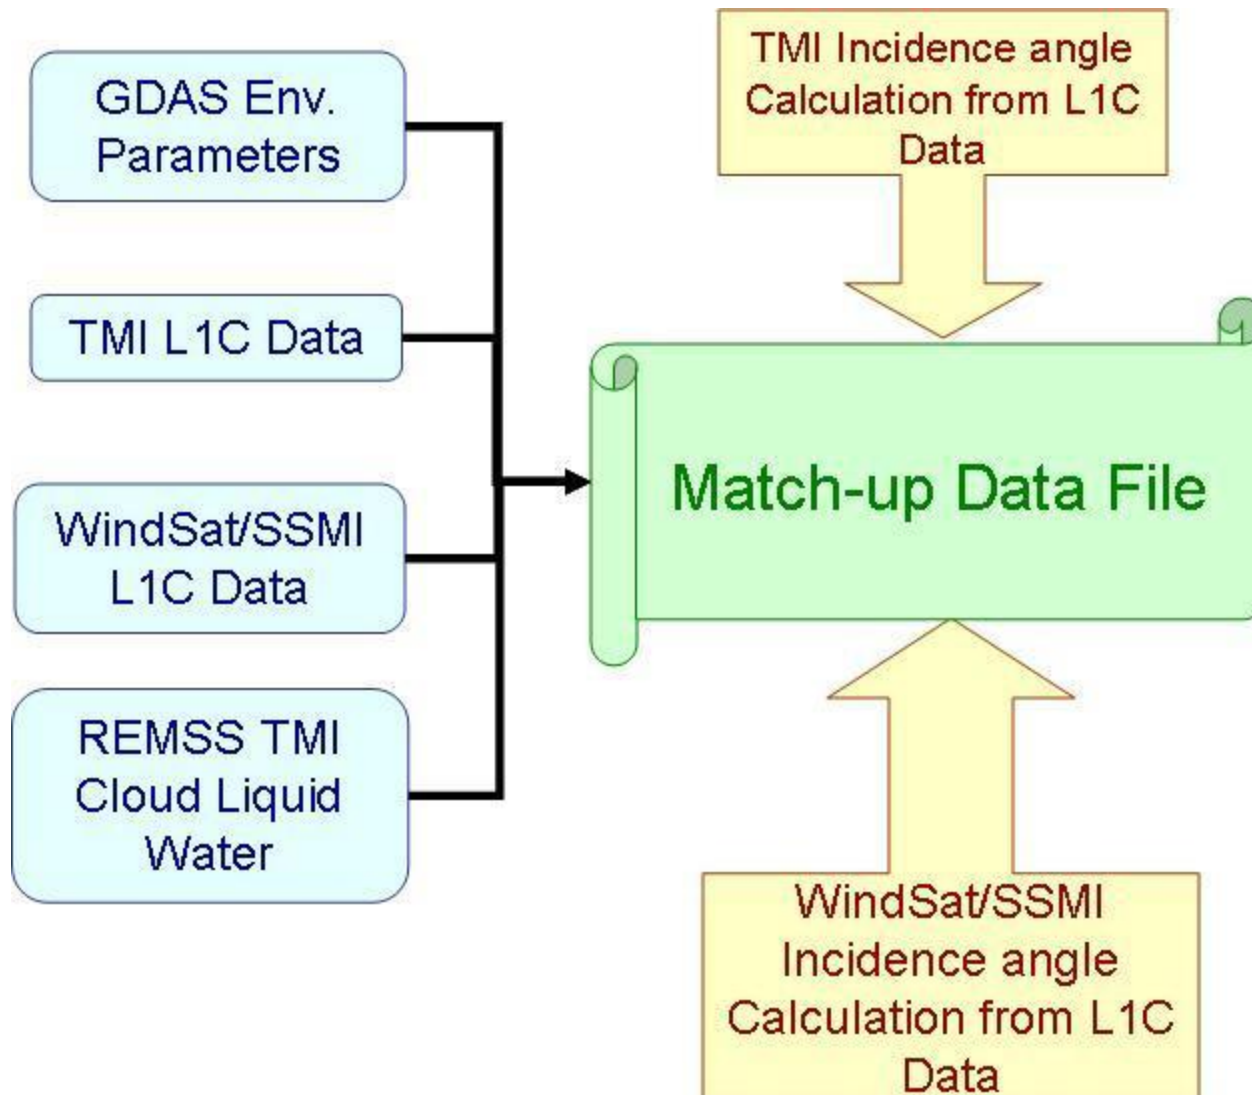 GDAS Env.
Parameters
TMI L1C Data
WindSat/SSMI
L1C Data
REMSS TMI
Cloud Liquid
Water
TMI Incidence angle
Calculation from L1C
Data
Match-up Data File
WindSat/SSMI
Incidence angle
Calculation from L1C
Data